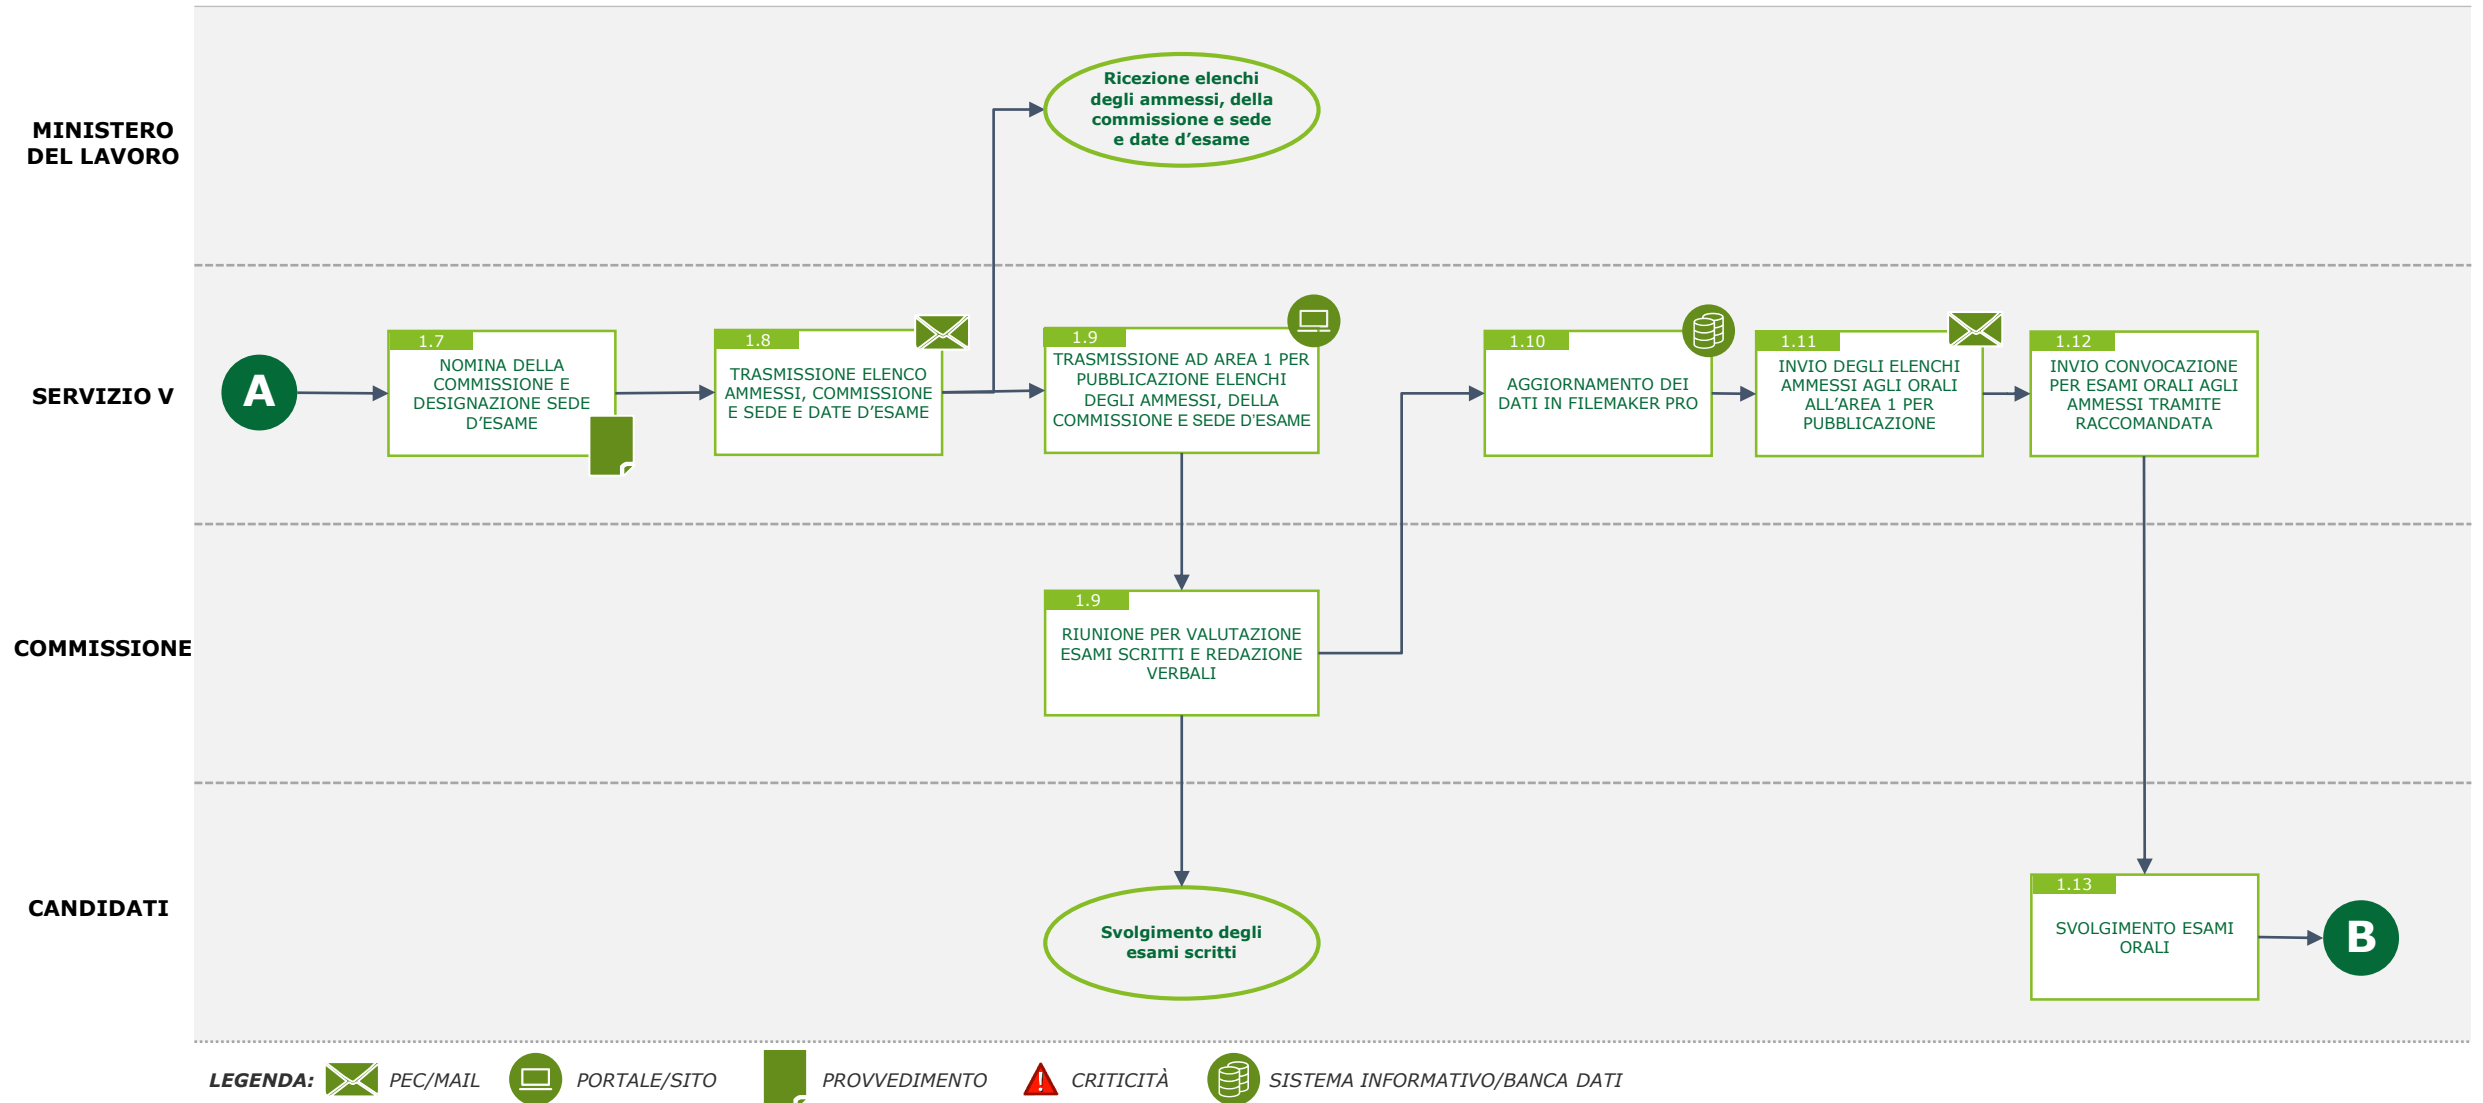 MINISTERO
DEL LAVORO
Ricezione elenchi
degli ammessi, della
commissione e sede
e date d’esame
SERVIZIO V
A
1.7
NOMINA DELLA
COMMISSIONE E
DESIGNAZIONE SEDE
D’ESAME
1.8
TRASMISSIONE ELENCO
AMMESSI, COMMISSIONE
E SEDE E DATE D’ESAME
1.9
TRASMISSIONE AD AREA 1 PER
PUBBLICAZIONE ELENCHI
DEGLI AMMESSI, DELLA
COMMISSIONE E SEDE D'ESAME
1.10
AGGIORNAMENTO DEI
DATI IN FILEMAKER PRO
1.11
INVIO DEGLI ELENCHI
AMMESSI AGLI ORALI
ALL’AREA 1 PER
PUBBLICAZIONE
1.12
INVIO CONVOCAZIONE
PER ESAMI ORALI AGLI
AMMESSI TRAMITE
RACCOMANDATA
COMMISSIONE
1.9
RIUNIONE PER VALUTAZIONE
ESAMI SCRITTI E REDAZIONE
VERBALI
CANDIDATI
Svolgimento degli
esami scritti
1.13
SVOLGIMENTO ESAMI
ORALI
B
LEGENDA:
PEC/MAIL
PORTALE/SITO
PROVVEDIMENTO
CRITICITÀ
SISTEMA INFORMATIVO/BANCA DATI